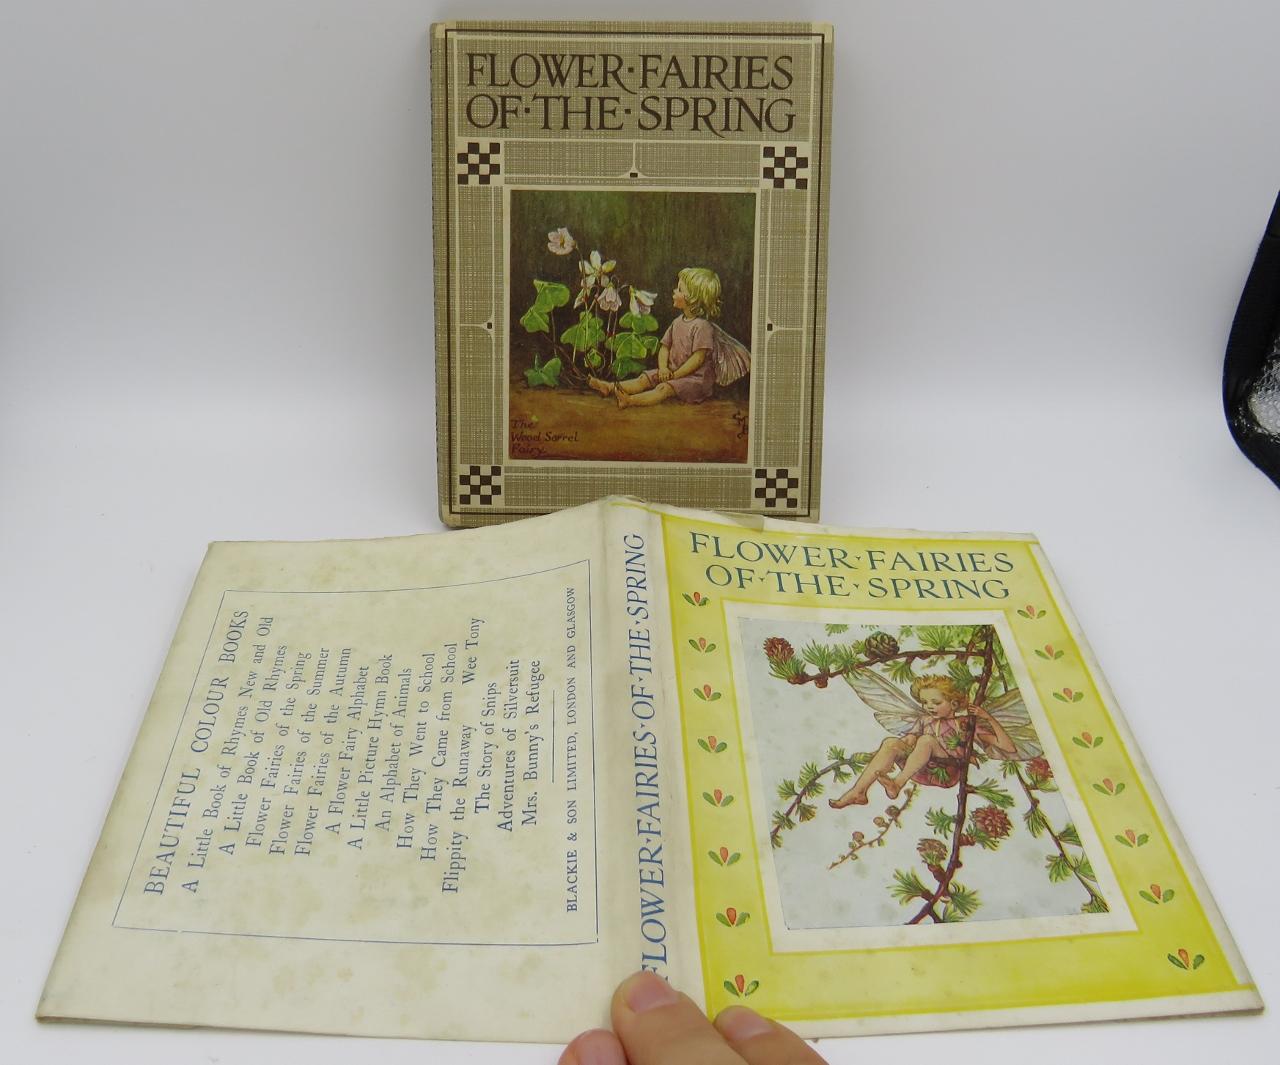 FLOWER·FAIRIES
OF·THE·SPRING
The
Wood Sorrel
Fairy.
CMB
BEAUTIFUL COLOUR BOOKS
A Little Book of Rhymes New and Old
A Little Book of Old Rhymes
Flower Fairies of the Spring
Flower Fairies of the Summer
Flower Fairies of the Autumn
A Flower Fairy Alphabet
A Little Picture Hymn Book
An Alphabet of Animals
How They Went to School
How They Came from School
Flippity the Runaway Wee Tony
The Story of Snips
Adventures of Silversuit
Mrs. Bunny's Refugee
BLACKIE & SON LIMITED, LONDON AND GLASGOW
FLOWER·FAIRIES·OF·THE·SPRING
FLOWER·FAIRIES
OF·THE·SPRING